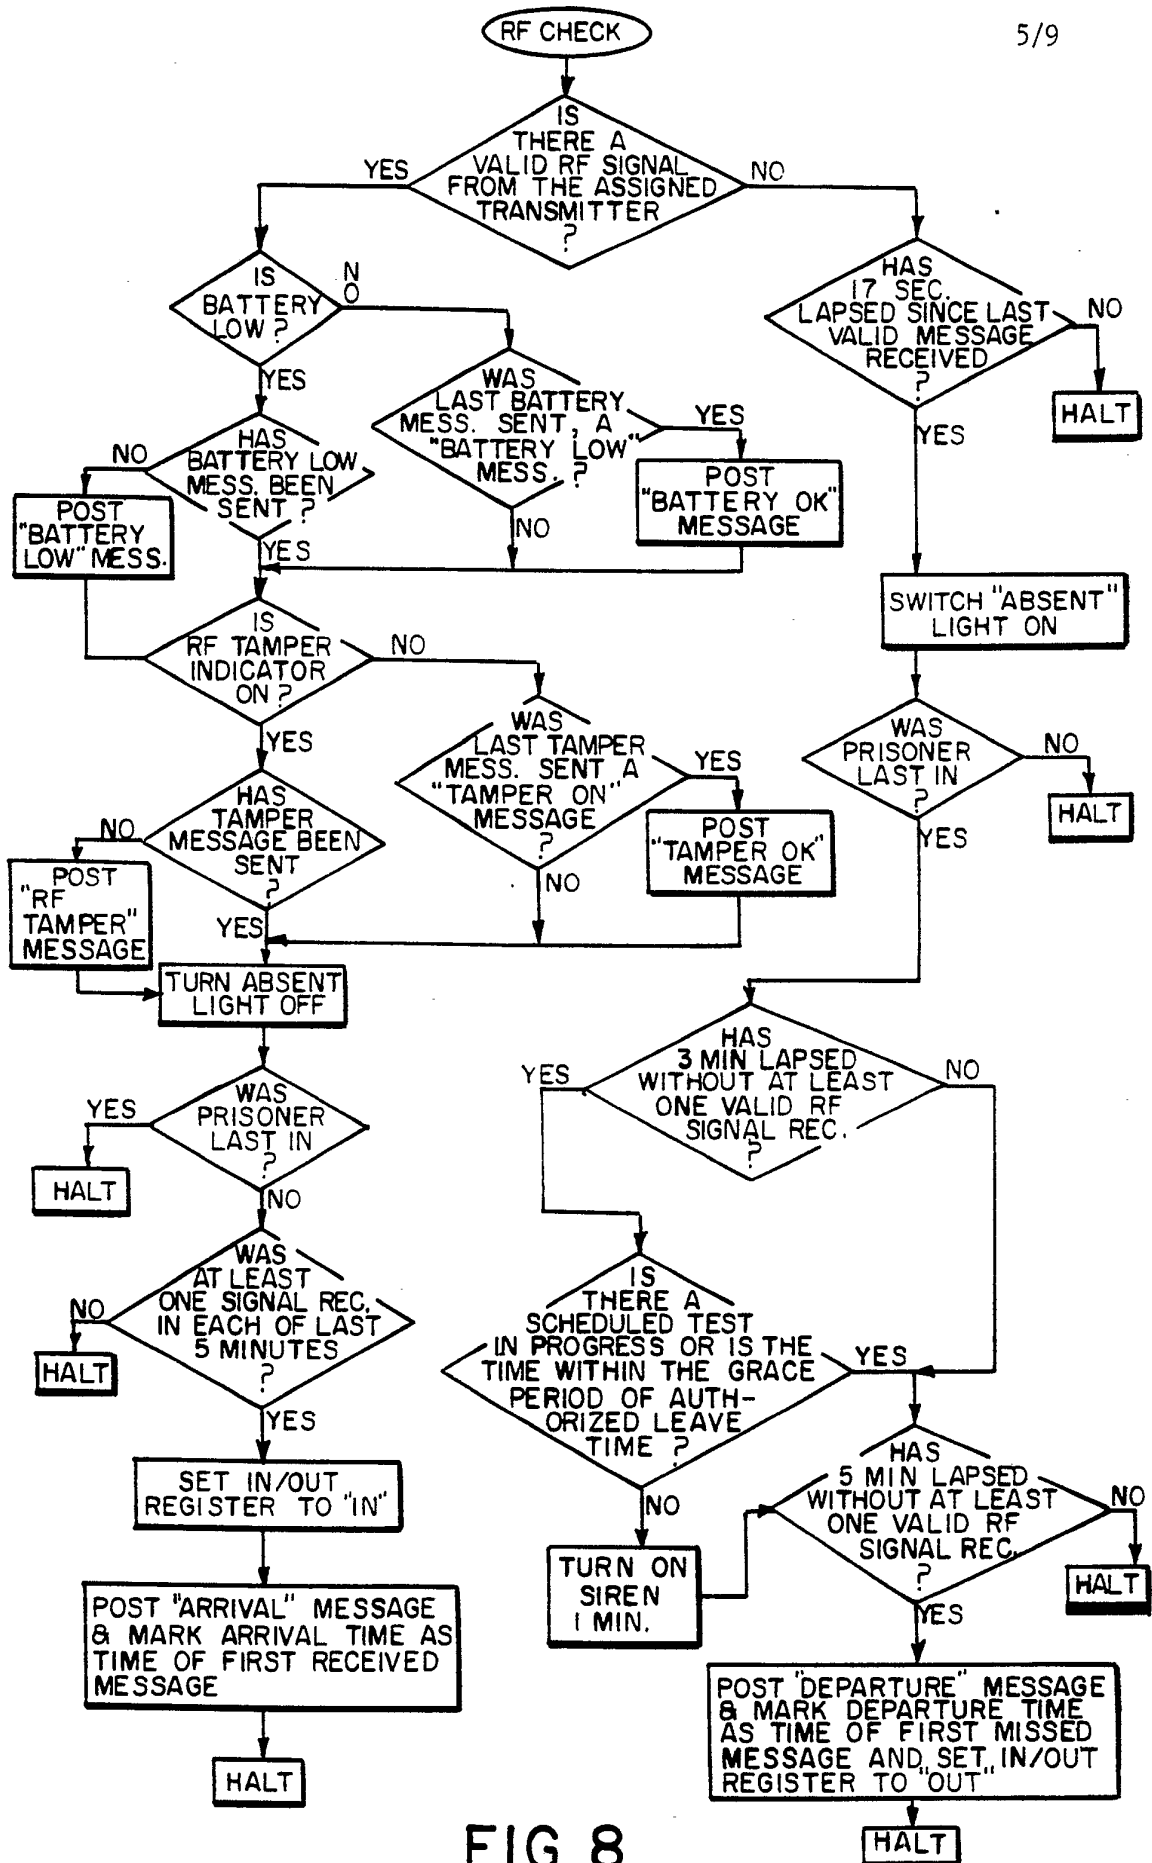 5/9
RF CHECK
IS
THERE A
VALID RF SIGNAL
FROM THE ASSIGNED
TRANSMITTER
?
YES
NO
IS
BATTERY
LOW ?
N
O
YES
HAS
17 SEC.
LAPSED SINCE LAST
VALID MESSAGE
RECEIVED
?
NO
HALT
YES
WAS
LAST BATTERY
MESS. SENT, A
"BATTERY LOW"
MESS. ?
YES
NO
POST
"BATTERY OK"
MESSAGE
HAS
BATTERY LOW
MESS. BEEN
SENT ?
NO
YES
POST
"BATTERY
LOW" MESS.
SWITCH "ABSENT"
LIGHT ON
IS
RF TAMPER
INDICATOR
ON ?
NO
YES
WAS
LAST TAMPER
MESS. SENT A
"TAMPER ON"
MESSAGE
?
YES
NO
POST
"TAMPER OK"
MESSAGE
WAS
PRISONER
LAST IN
?
NO
HALT
YES
HAS
TAMPER
MESSAGE BEEN
SENT
?
NO
YES
POST
"RF
TAMPER"
MESSAGE
TURN ABSENT
LIGHT OFF
WAS
PRISONER
LAST IN
?
YES
HALT
NO
HAS
3 MIN LAPSED
WITHOUT AT LEAST
ONE VALID RF
SIGNAL REC.
?
YES
NO
WAS
AT LEAST
ONE SIGNAL REC.
IN EACH OF LAST
5 MINUTES
?
NO
HALT
YES
IS
THERE A
SCHEDULED TEST
IN PROGRESS OR IS THE
TIME WITHIN THE GRACE
PERIOD OF AUTH-
ORIZED LEAVE
TIME ?
YES
NO
SET IN/OUT
REGISTER TO "IN"
HAS
5 MIN LAPSED
WITHOUT AT LEAST
ONE VALID RF
SIGNAL REC.
?
NO
HALT
YES
TURN ON
SIREN
1 MIN.
POST "ARRIVAL" MESSAGE
& MARK ARRIVAL TIME AS
TIME OF FIRST RECEIVED
MESSAGE
HALT
POST "DEPARTURE" MESSAGE
& MARK DEPARTURE TIME
AS TIME OF FIRST MISSED
MESSAGE AND SET IN/OUT
REGISTER TO "OUT"
HALT
FIG 8